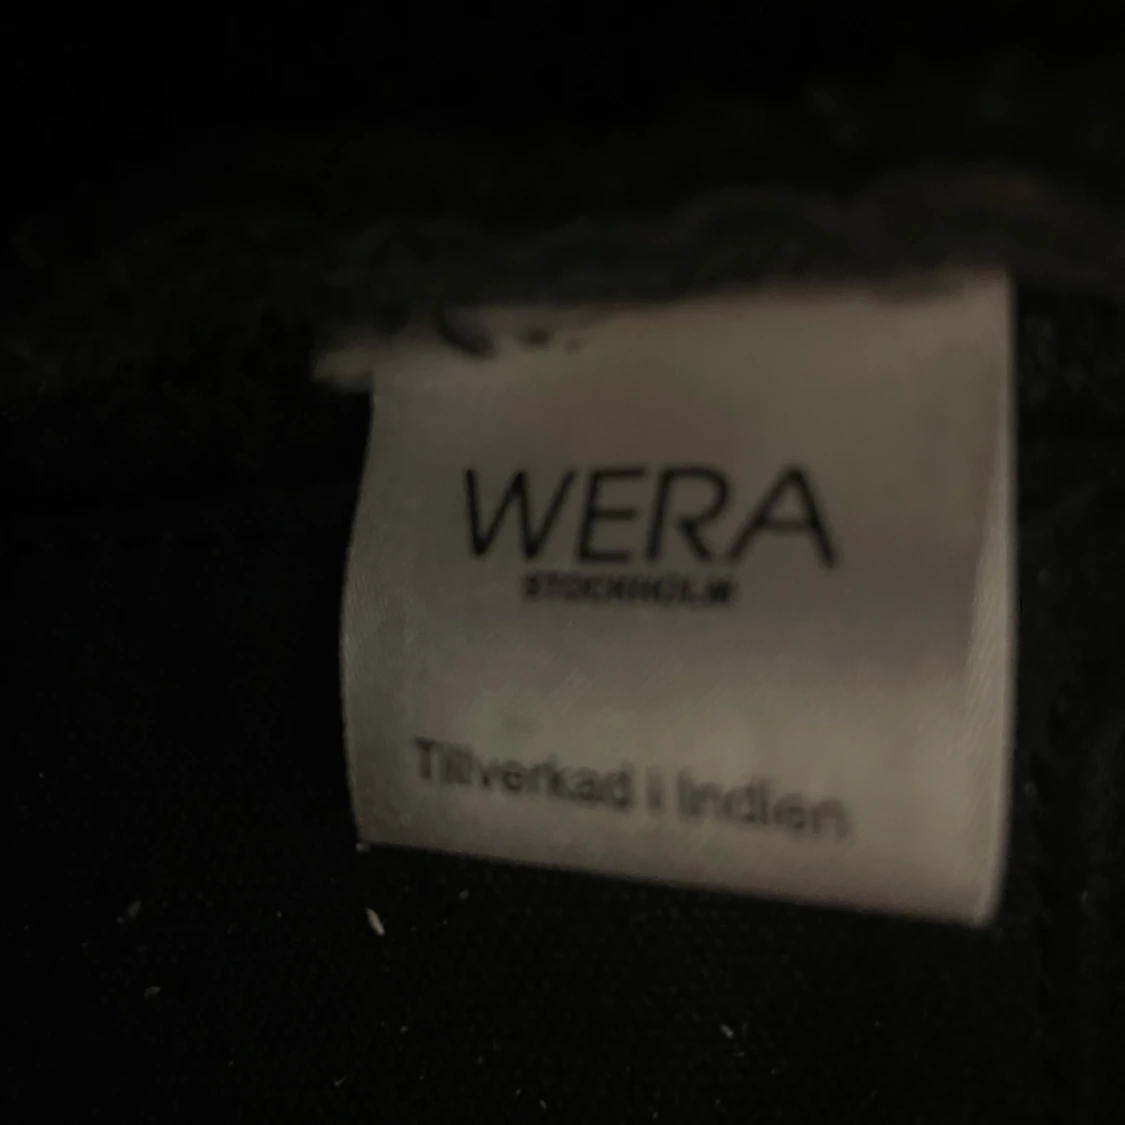 WERA
STOCKHOLM
Tillverkad i Indien